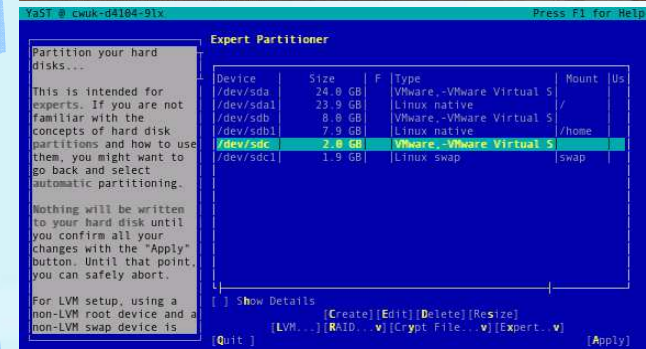 YaST @ cwuk-d4104-9lx Press F1 for Help
Expert Partitioner
Partition your hard
disks...
This is intended for
experts. If you are not
familiar with the
concepts of hard disk
partitions and how to use
them, you might want to
go back and select
automatic partitioning.
Nothing will be written
to your hard disk until
you confirm all your
changes with the "Apply"
button. Until that point,
you can safely abort.
For LVM setup, using a
non-LVM root device and a
non-LVM swap device is
Device | Size | F |Type | Mount |Us
/dev/sda | 24.0 GB| |VMware,-VMware Virtual S| |
/dev/sda1| 23.9 GB| |Linux native |/ |
/dev/sdb | 8.0 GB| |VMware,-VMware Virtual S| |
/dev/sdb1| 7.9 GB| |Linux native |/home |
/dev/sdc | 2.0 GB| |VMware,-VMware Virtual S| |
/dev/sdc1| 1.9 GB| |Linux swap |swap |
[ ] Show Details
[Create][Edit][Delete][Resize]
[LVM...][RAID...v][Crypt File...v][Expert..v]
[Quit ] [Apply]